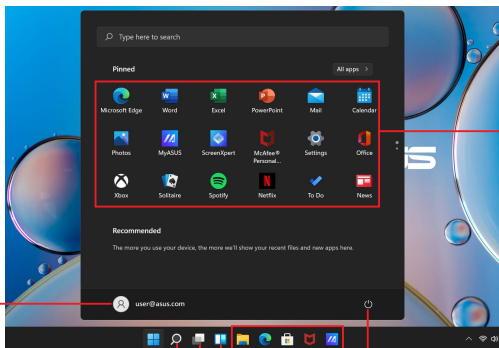 Type here to search
Pinned
All apps >
Microsoft Edge
Word
Excel
PowerPoint
Mail
Calendar
Photos
MyASUS
ScreenXpert
McAfee®
Personal...
Settings
Office
Xbox
Solitaire
Spotify
Netflix
To Do
News
Recommended
The more you use your device, the more we'll show your recent files and new apps here.
user@asus.com